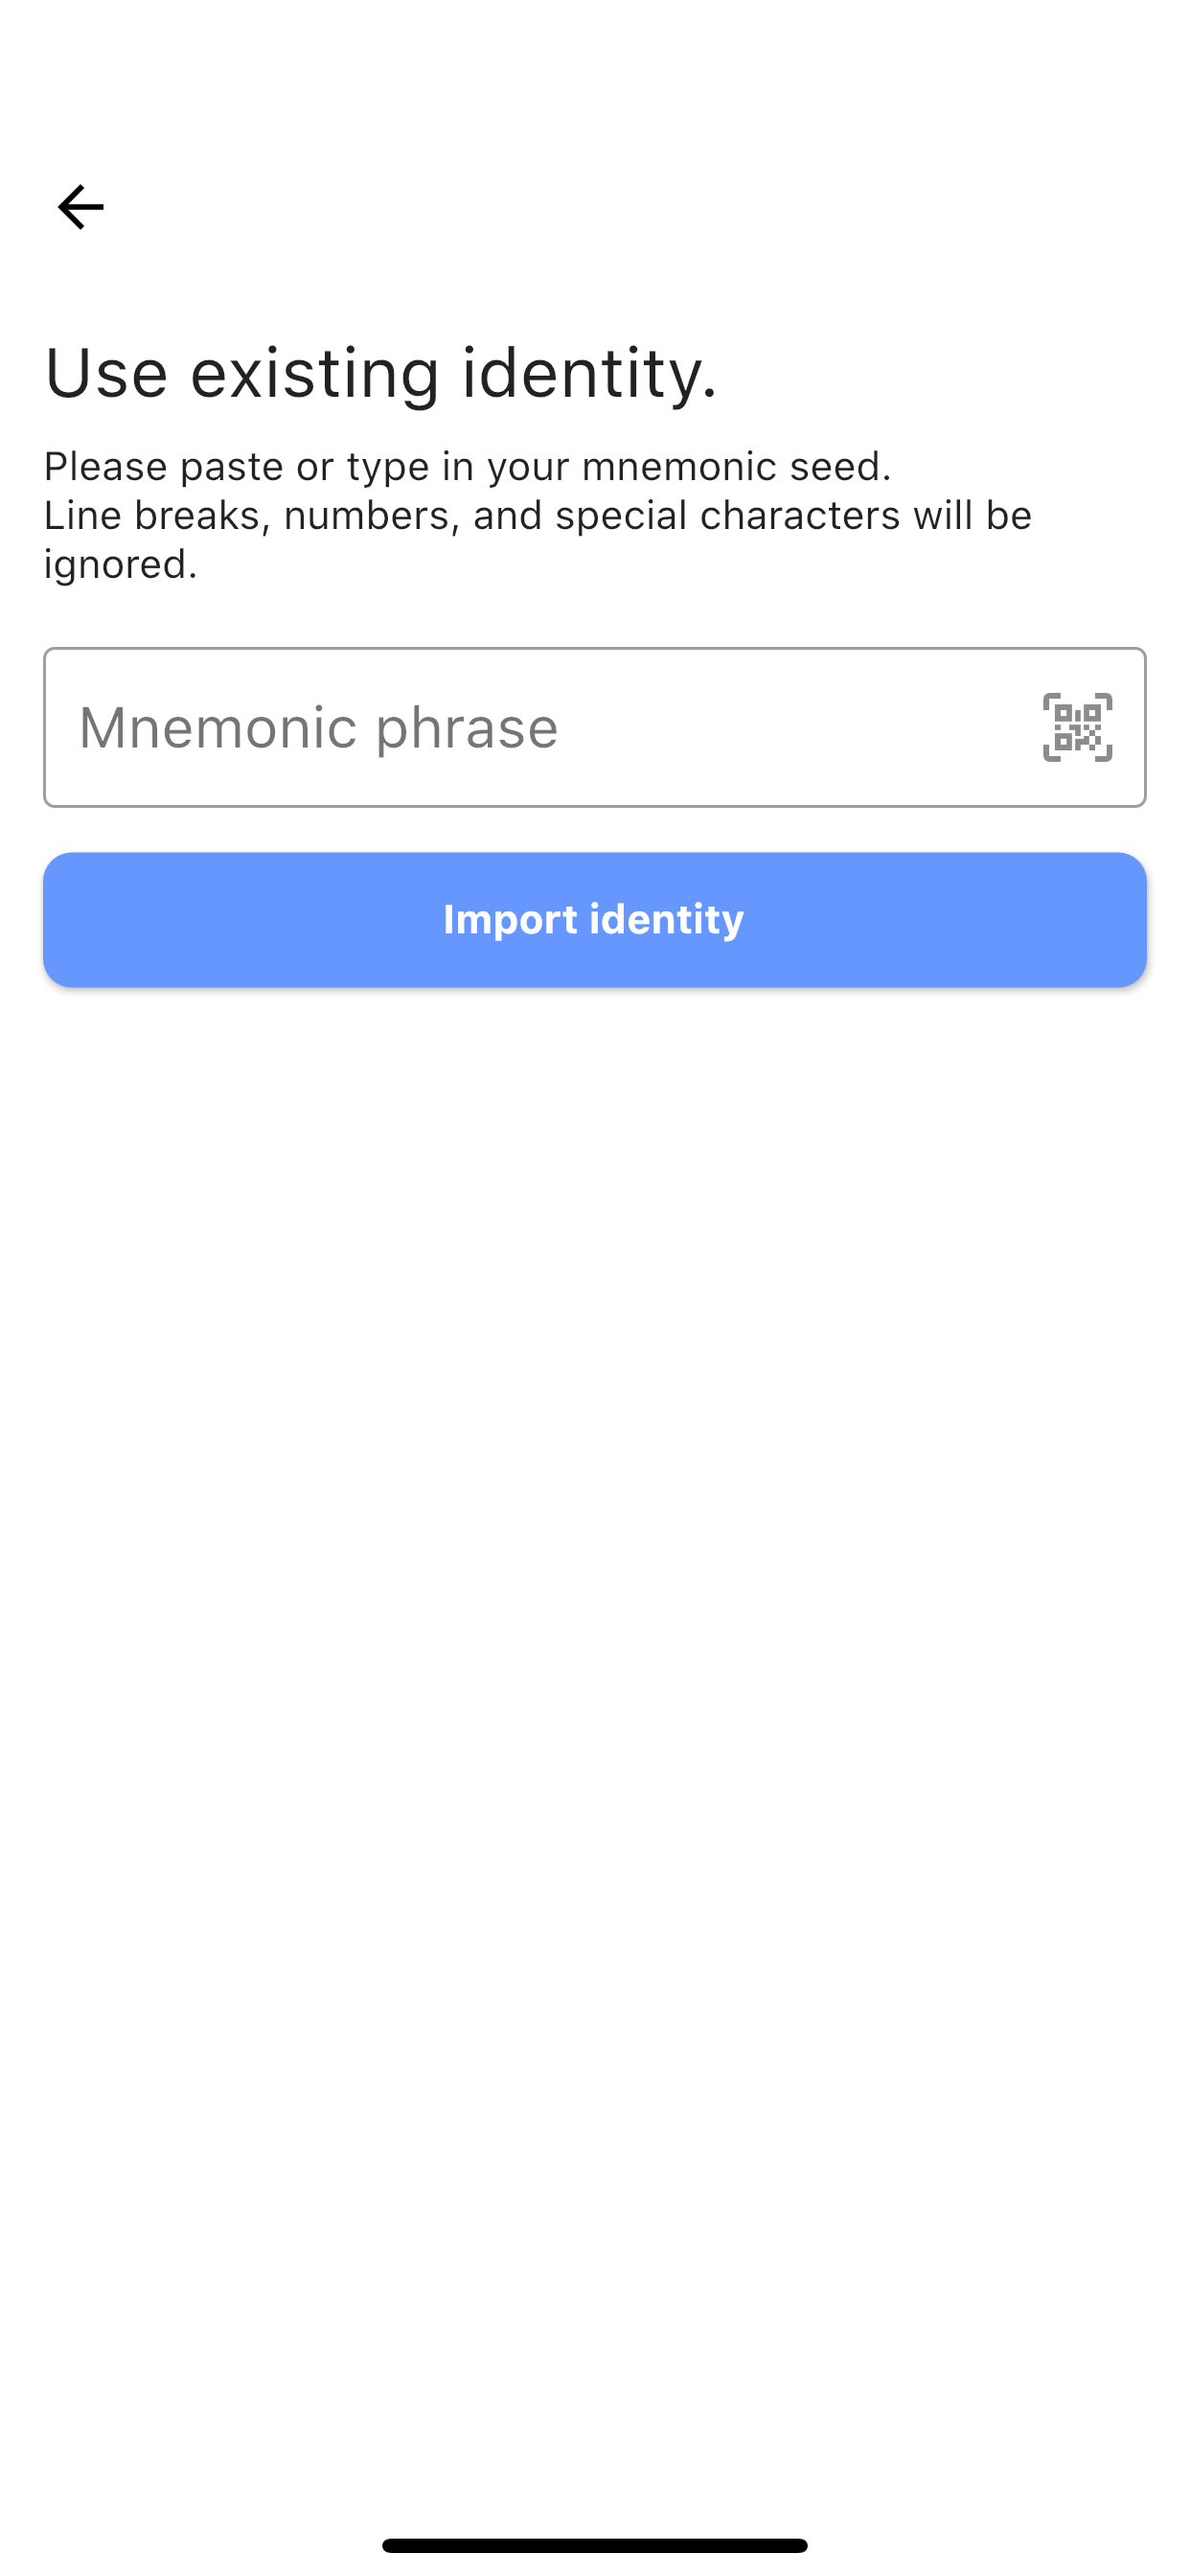 Use existing identity.
Please paste or type in your mnemonic seed.
Line breaks, numbers, and special characters will be
ignored.
Mnemonic phrase
Import identity